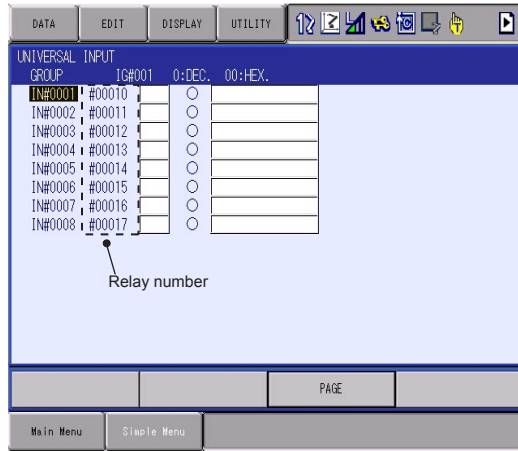 DATA EDIT DISPLAY UTILITY
UNIVERSAL INPUT
GROUP IG#001 0:DEC. 00:HEX.
IN#0001 #00010
IN#0002 #00011
IN#0003 #00012
IN#0004 #00013
IN#0005 #00014
IN#0006 #00015
IN#0007 #00016
IN#0008 #00017
Relay number
PAGE
Main Menu Simple Menu